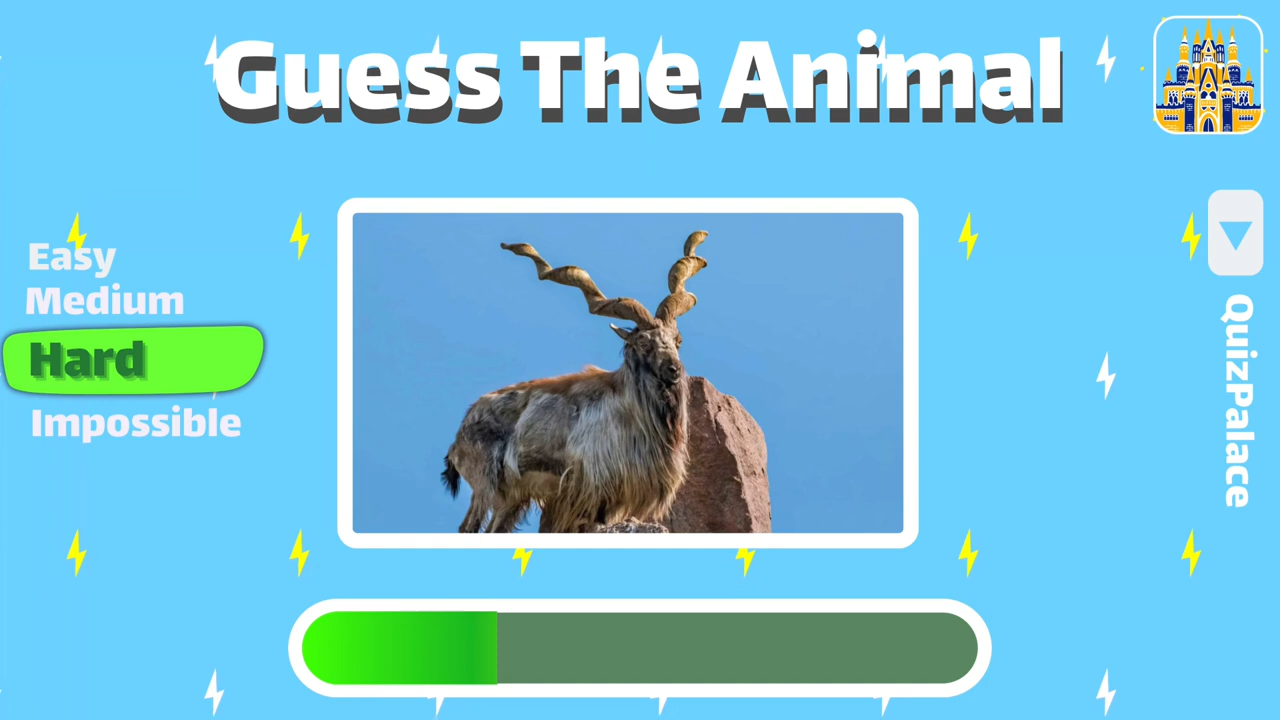 Guess The Animal
Easy
Medium
Hard
Impossible
QuizPalace